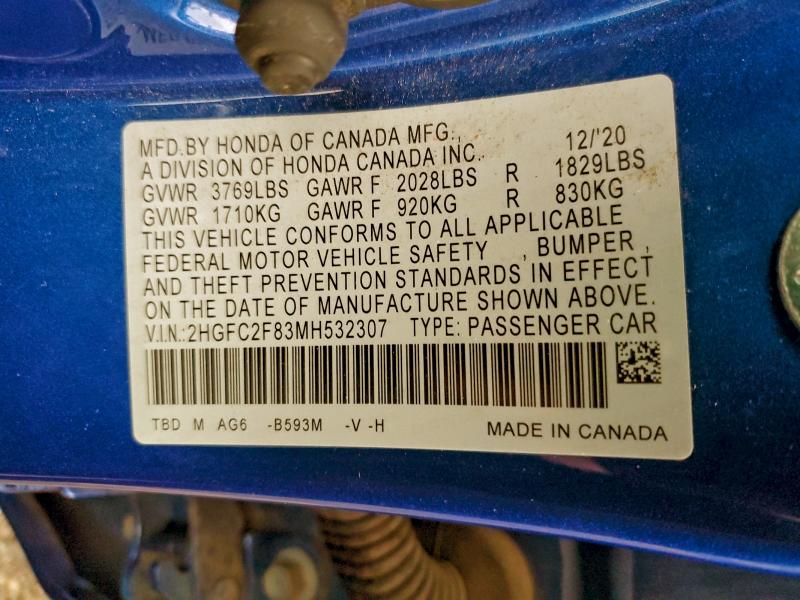 MFD.BY HONDA OF CANADA MFG., 12/'20
A DIVISION OF HONDA CANADA INC.
GVWR 3769LBS GAWR F 2028LBS R 1829LBS
GVWR 1710KG GAWR F 920KG R 830KG
THIS VEHICLE CONFORMS TO ALL APPLICABLE
FEDERAL MOTOR VEHICLE SAFETY , BUMPER ,
AND THEFT PREVENTION STANDARDS IN EFFECT
ON THE DATE OF MANUFACTURE SHOWN ABOVE.
V.I.N.:2HGFC2F83MH532307 TYPE: PASSENGER CAR
TBD M AG6 -B593M -V -H MADE IN CANADA